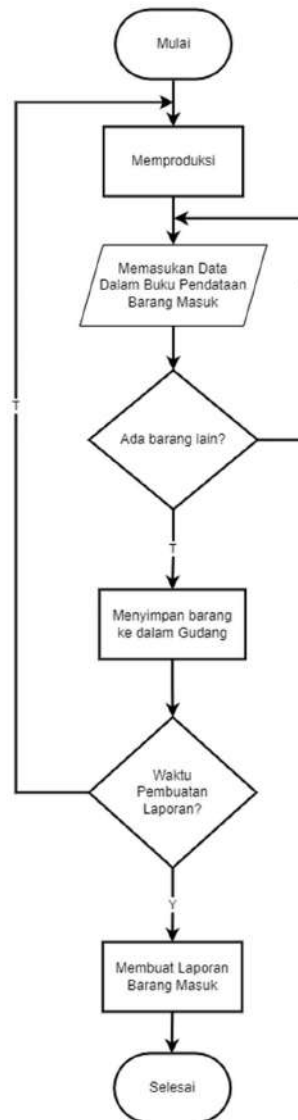 Mulai
Memproduksi
Memasukan Data
Dalam Buku Pendataan
Barang Masuk
T
Ada barang lain?
T
Menyimpan barang
ke dalam Gudang
Waktu
Pembuatan
Laporan?
Y
Membuat Laporan
Barang Masuk
Selesai